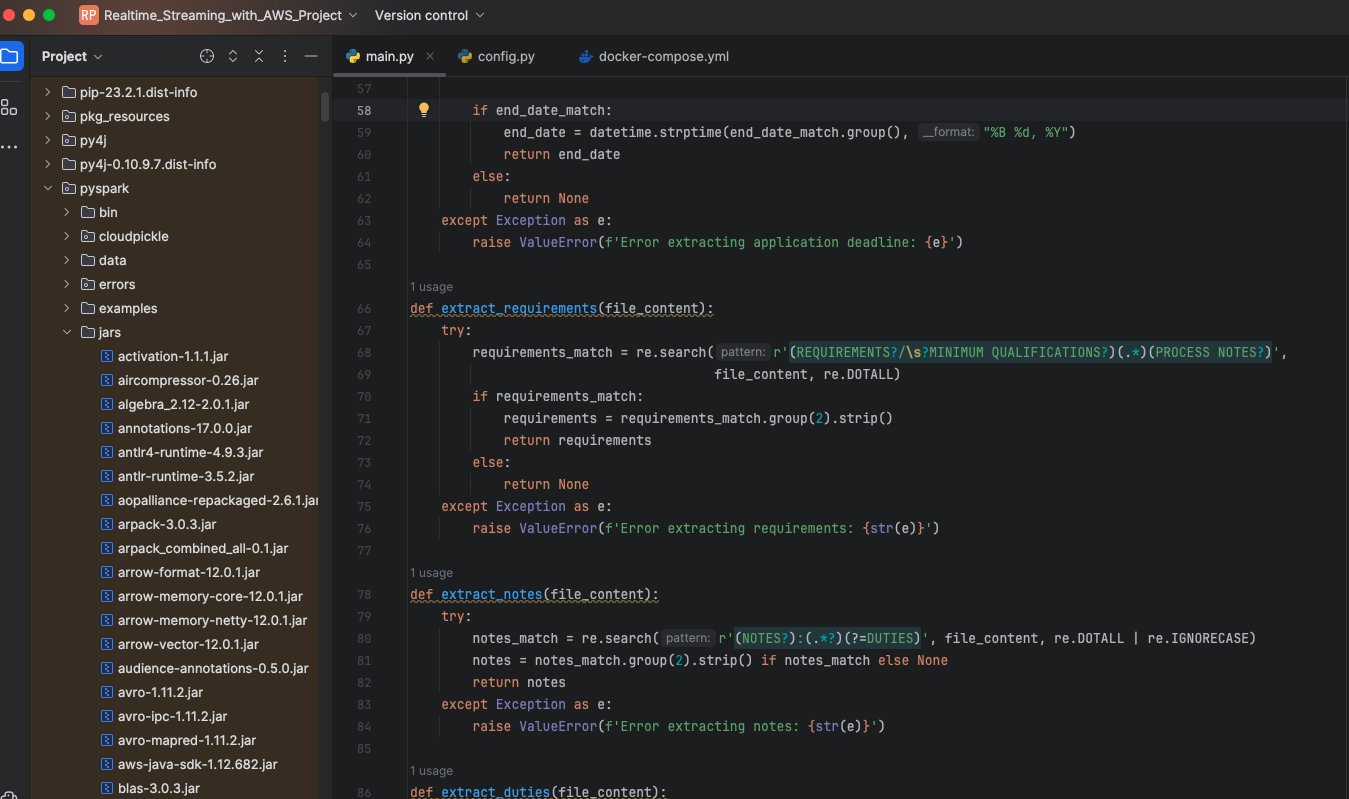 RP Realtime_Streaming_with_AWS_Project Version control
Project
main.py config.py docker-compose.yml
pip-23.2.1.dist-info
pkg_resources
py4j
py4j-0.10.9.7.dist-info
pyspark
bin
cloudpickle
data
errors
examples
jars
activation-1.1.1.jar
aircompressor-0.26.jar
algebra_2.12-2.0.1.jar
annotations-17.0.0.jar
antlr4-runtime-4.9.3.jar
antlr-runtime-3.5.2.jar
aopalliance-repackaged-2.6.1.jar
arpack-3.0.3.jar
arpack_combined_all-0.1.jar
arrow-format-12.0.1.jar
arrow-memory-core-12.0.1.jar
arrow-memory-netty-12.0.1.jar
arrow-vector-12.0.1.jar
audience-annotations-0.5.0.jar
avro-1.11.2.jar
avro-ipc-1.11.2.jar
avro-mapred-1.11.2.jar
aws-java-sdk-1.12.682.jar
blas-3.0.3.jar
57
58 if end_date_match:
59 end_date = datetime.strptime(end_date_match.group(), __format: "%B %d, %Y")
60 return end_date
61 else:
62 return None
63 except Exception as e:
64 raise ValueError(f'Error extracting application deadline: {e}')
65
1 usage
66 def extract_requirements(file_content):
67 try:
68 requirements_match = re.search( pattern: r'(REQUIREMENTS?/\s?MINIMUM QUALIFICATIONS?)(.*)(PROCESS NOTES?)',
69 file_content, re.DOTALL)
70 if requirements_match:
71 requirements = requirements_match.group(2).strip()
72 return requirements
73 else:
74 return None
75 except Exception as e:
76 raise ValueError(f'Error extracting requirements: {str(e)}')
77
1 usage
78 def extract_notes(file_content):
79 try:
80 notes_match = re.search( pattern: r'(NOTES?):(.*?)(?=DUTIES)', file_content, re.DOTALL | re.IGNORECASE)
81 notes = notes_match.group(2).strip() if notes_match else None
82 return notes
83 except Exception as e:
84 raise ValueError(f'Error extracting notes: {str(e)}')
85
1 usage
86 def extract_duties(file_content):